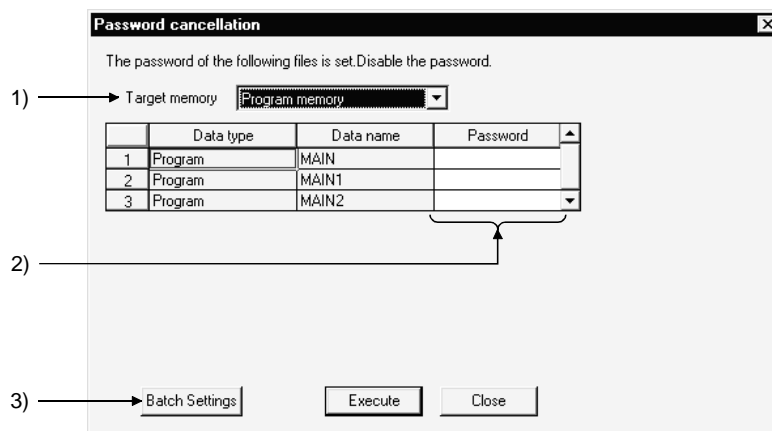 Password cancellation
The password of the following files is set.Disable the password.
1) Target memory Program memory
Data type Data name Password
1 Program MAIN
2 Program MAIN1
3 Program MAIN2
2)
3) Batch Settings Execute Close